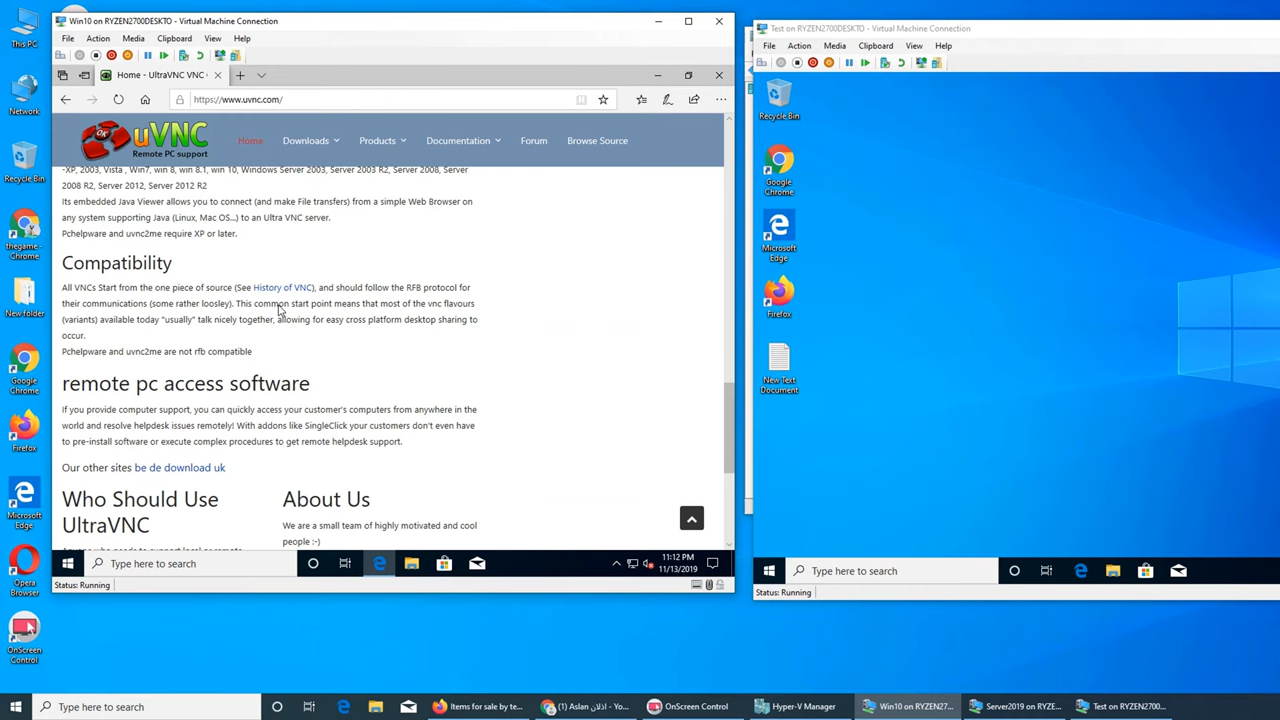 This PC
Network
Recycle Bin
thegame -
Chrome
New folder
Google
Chrome
Firefox
Microsoft
Edge
Opera
Browser
OnScreen
Control
Win10 on RYZEN2700DESKTO - Virtual Machine Connection
File Action Media Clipboard View Help
Home - UltraVNC VNC
https://www.uvnc.com/
uVNC
Remote PC support
Home Downloads Products Documentation Forum Browse Source
-XP, 2003, Vista , Win7, win 8, win 8.1, win 10, Windows Server 2003, Server 2003 R2, Server 2008, Server
2008 R2, Server 2012, Server 2012 R2
Its embedded Java Viewer allows you to connect (and make File transfers) from a simple Web Browser on
any system supporting Java (Linux, Mac OS...) to an Ultra VNC server.
Pchelpware and uvnc2me require XP or later.
Compatibility
All VNCs Start from the one piece of source (See History of VNC), and should follow the RFB protocol for
their communications (some rather loosley). This common start point means that most of the vnc flavours
(variants) available today "usually" talk nicely together, allowing for easy cross platform desktop sharing to
occur.
Pchelpware and uvnc2me are not rfb compatible
remote pc access software
If you provide computer support, you can quickly access your customer's computers from anywhere in the
world and resolve helpdesk issues remotely! With addons like SingleClick your customers don't even have
to pre-install software or execute complex procedures to get remote helpdesk support.
Our other sites be de download uk
Who Should Use
UltraVNC
About Us
We are a small team of highly motivated and cool
people :-)
Type here to search
11:12 PM
11/13/2019
Status: Running
Test on RYZEN2700DESKTO - Virtual Machine Connection
File Action Media Clipboard View Help
Recycle Bin
Google
Chrome
Microsoft
Edge
Firefox
New Text
Document
Type here to search
Status: Running
Type here to search
Items for sale by te...
(1) Aslan اذلان - Yo...
OnScreen Control
Hyper-V Manager
Win10 on RYZEN27...
Server2019 on RYZE...
Test on RYZEN2700...